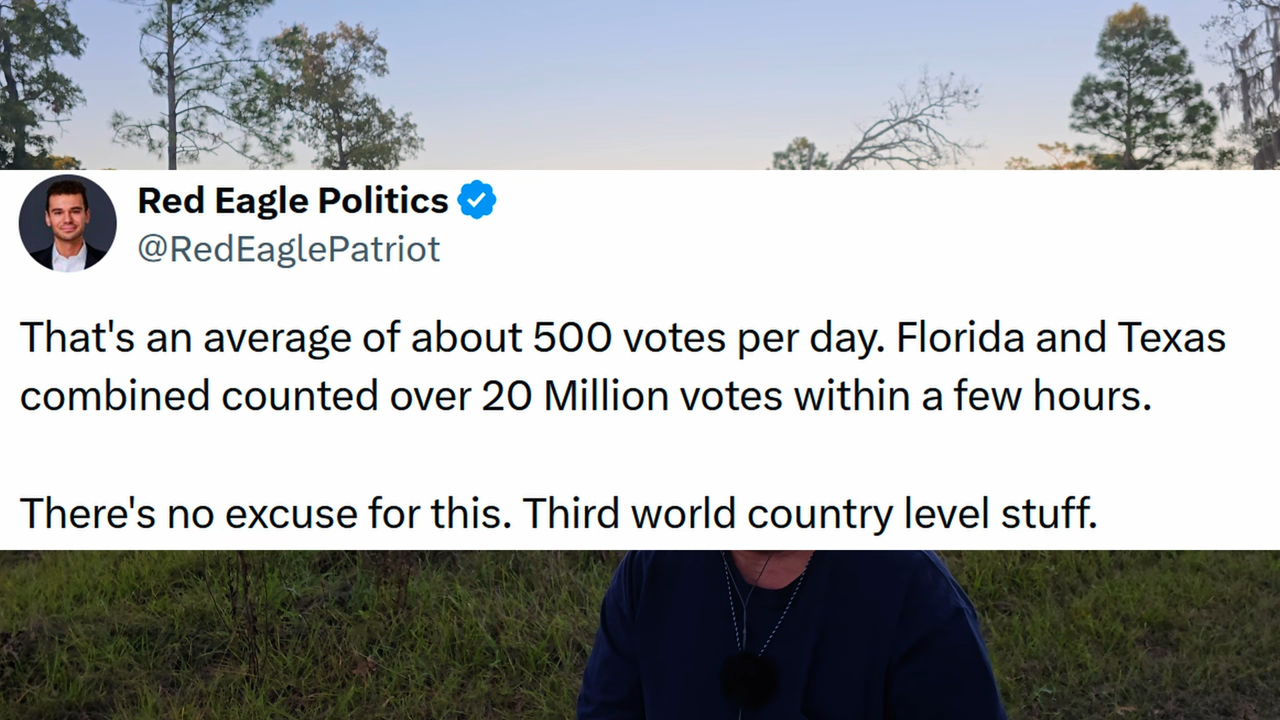 Red Eagle Politics
@RedEaglePatriot
That's an average of about 500 votes per day. Florida and Texas
combined counted over 20 Million votes within a few hours.
There's no excuse for this. Third world country level stuff.